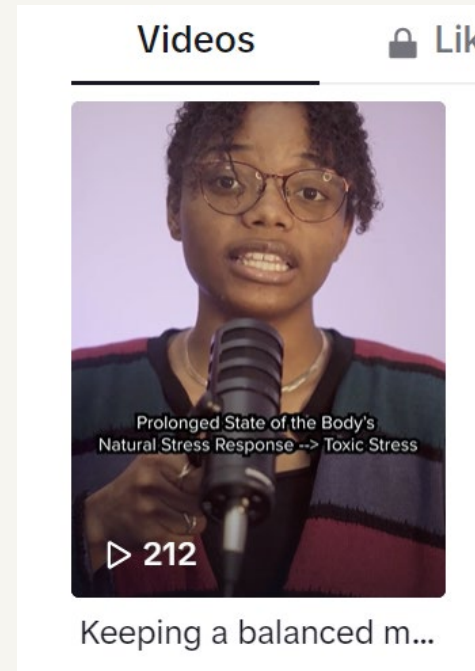 Videos
Lik
Prolonged State of the Body's
Natural Stress Response --> Toxic Stress
212
Keeping a balanced m...